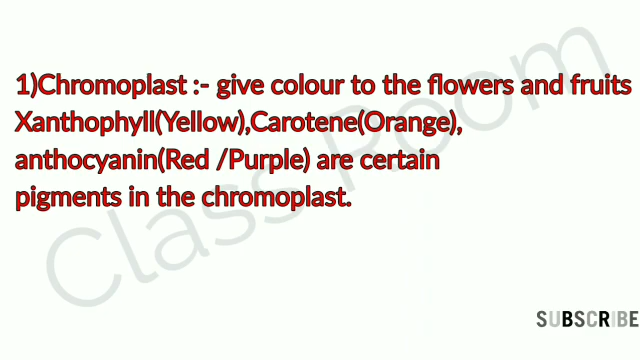 1)Chromoplast :- give colour to the flowers and fruits
Xanthophyll(Yellow),Carotene(Orange),
anthocyanin(Red /Purple) are certain
pigments in the chromoplast.
Class Room
SUBSCRIBE